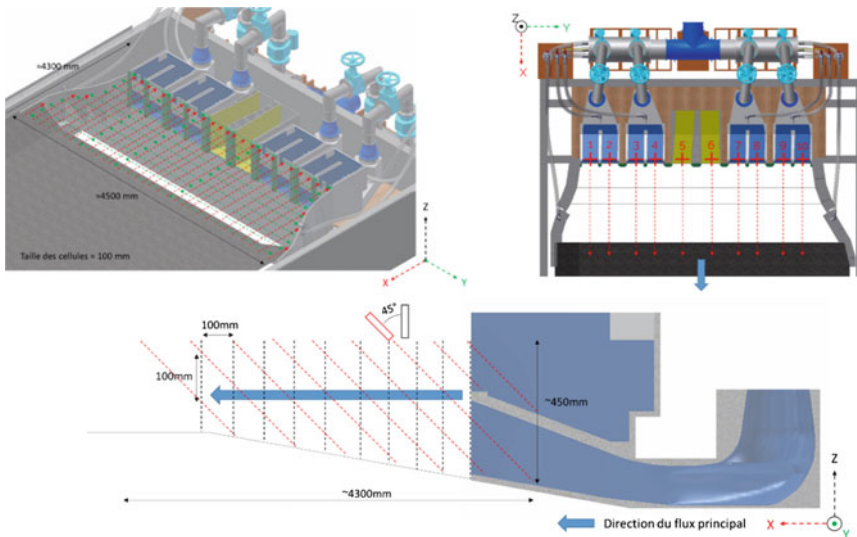 ≈4300 mm
≈4500 mm
Taille des cellules = 100 mm
Z
X
Y
Z
Y
X
1 2 3 4 5 6 7 8 9 10
45°
100mm
100mm
~450mm
~4300mm
Direction du flux principal
Z
X
Y